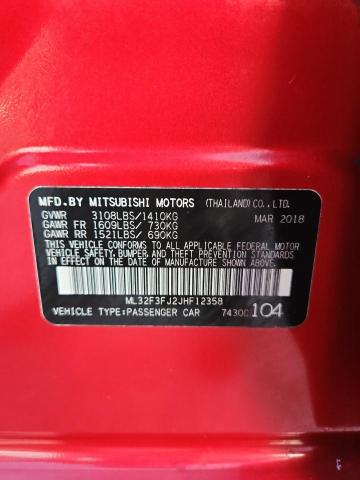 MFD.BY MITSUBISHI MOTORS (THAILAND)CO.,LTD.
GVWR 3108LBS/1410KG MAR 2018
GAWR FR 1609LBS/ 730KG
GAWR RR 1521LBS/ 690KG
THIS VEHICLE CONFORMS TO ALL APPLICABLE FEDERAL MOTOR
VEHICLE SAFETY, BUMPER, AND THEFT PREVENTION STANDARDS
IN EFFECT ON THE DATE OF MANUFACTURE SHOWN ABOVE.
ML32F3FJ2JHF12358
VEHICLE TYPE:PASSENGER CAR 7430C 104